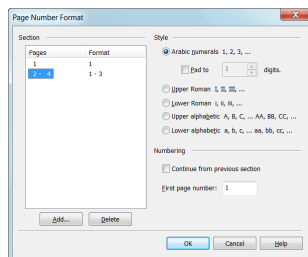 Page Number Format
Section
Pages Format
1 1
2 - 4 1 - 3
Add... Delete
Style
Arabic numerals 1, 2, 3, ...
Pad to 1 digits.
Upper Roman I, II, III, ...
Lower Roman i, ii, iii, ...
Upper alphabetic A, B, C, ... AA, BB, CC, ...
Lower alphabetic a, b, c, ... aa, bb, cc, ...
Numbering
Continue from previous section
First page number: 1
OK Cancel Help